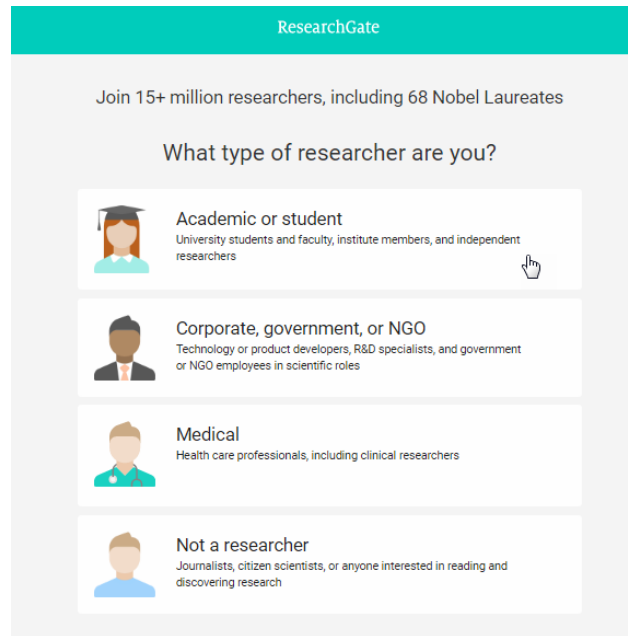 ResearchGate
Join 15+ million researchers, including 68 Nobel Laureates
What type of researcher are you?
Academic or student
University students and faculty, institute members, and independent
researchers
Corporate, government, or NGO
Technology or product developers, R&D specialists, and government
or NGO employees in scientific roles
Medical
Health care professionals, including clinical researchers
Not a researcher
Journalists, citizen scientists, or anyone interested in reading and
discovering research